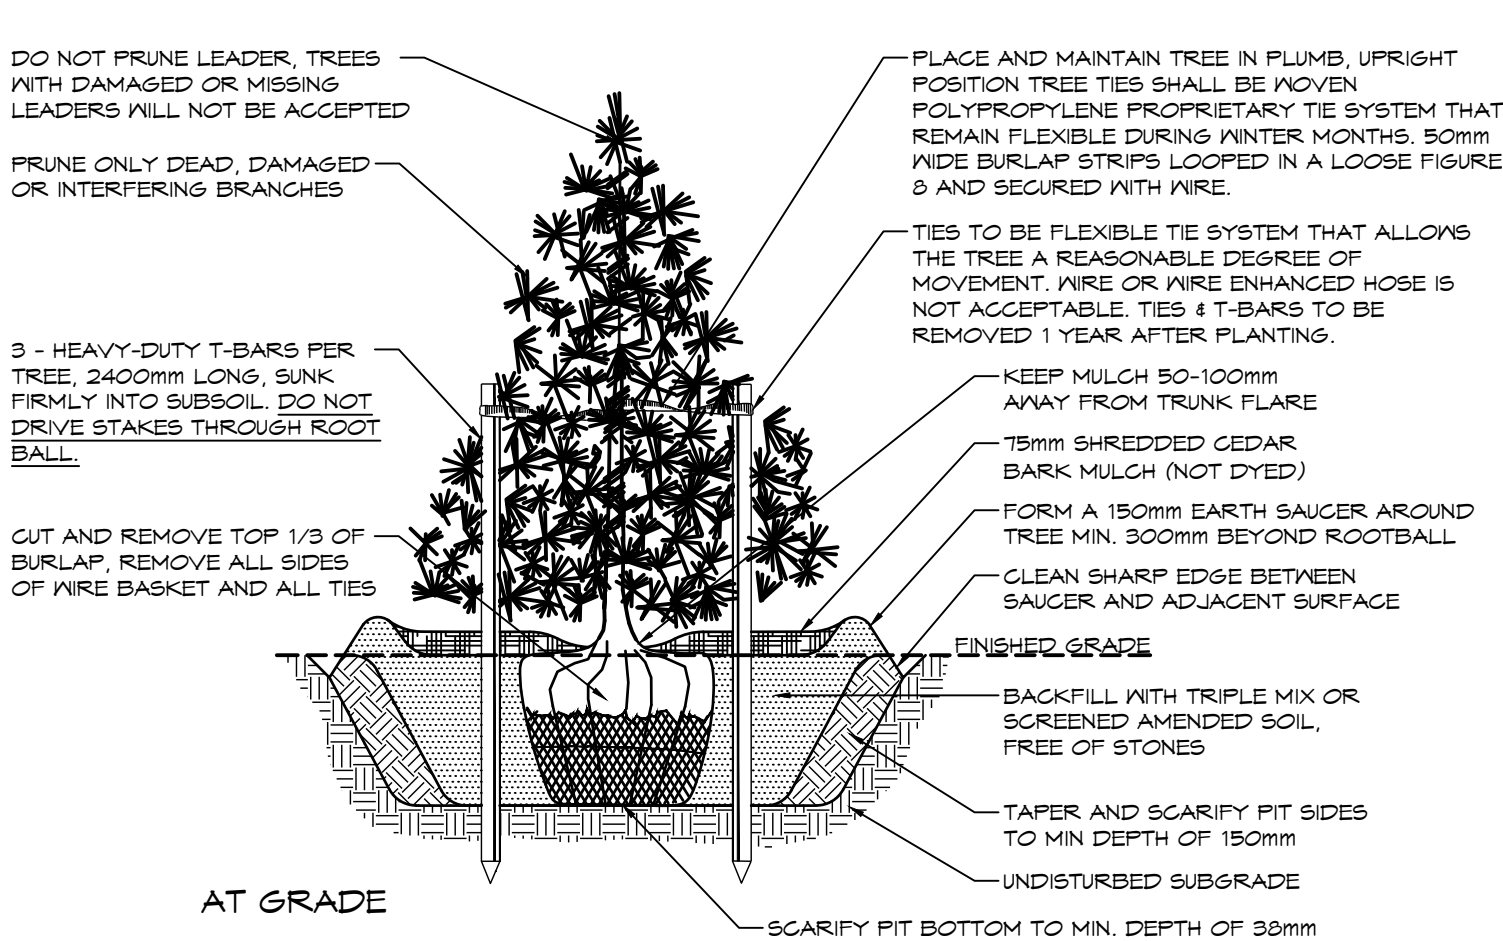 DO NOT PRUNE LEADER, TREES
WITH DAMAGED OR MISSING
LEADERS WILL NOT BE ACCEPTED
PRUNE ONLY DEAD, DAMAGED
OR INTERFERING BRANCHES
3 - HEAVY-DUTY T-BARS PER
TREE, 2400mm LONG, SUNK
FIRMLY INTO SUBSOIL. DO NOT
DRIVE STAKES THROUGH ROOT
BALL.
CUT AND REMOVE TOP 1/3 OF
BURLAP, REMOVE ALL SIDES
OF WIRE BASKET AND ALL TIES
PLACE AND MAINTAIN TREE IN PLUMB, UPRIGHT
POSITION TREE TIES SHALL BE WOVEN
POLYPROPYLENE PROPRIETARY TIE SYSTEM THAT
REMAIN FLEXIBLE DURING WINTER MONTHS. 50mm
WIDE BURLAP STRIPS LOOPED IN A LOOSE FIGURE
8 AND SECURED WITH WIRE.
TIES TO BE FLEXIBLE TIE SYSTEM THAT ALLOWS
THE TREE A REASONABLE DEGREE OF
MOVEMENT. WIRE OR WIRE ENHANCED HOSE IS
NOT ACCEPTABLE. TIES & T-BARS TO BE
REMOVED 1 YEAR AFTER PLANTING.
KEEP MULCH 50-100mm
AWAY FROM TRUNK FLARE
75mm SHREDDED CEDAR
BARK MULCH (NOT DYED)
FORM A 150mm EARTH SAUCER AROUND
TREE MIN. 300mm BEYOND ROOTBALL
CLEAN SHARP EDGE BETWEEN
SAUCER AND ADJACENT SURFACE
FINISHED GRADE
BACKFILL WITH TRIPLE MIX OR
SCREENED AMENDED SOIL,
FREE OF STONES
TAPER AND SCARIFY PIT SIDES
TO MIN DEPTH OF 150mm
UNDISTURBED SUBGRADE
SCARIFY PIT BOTTOM TO MIN. DEPTH OF 38mm
AT GRADE